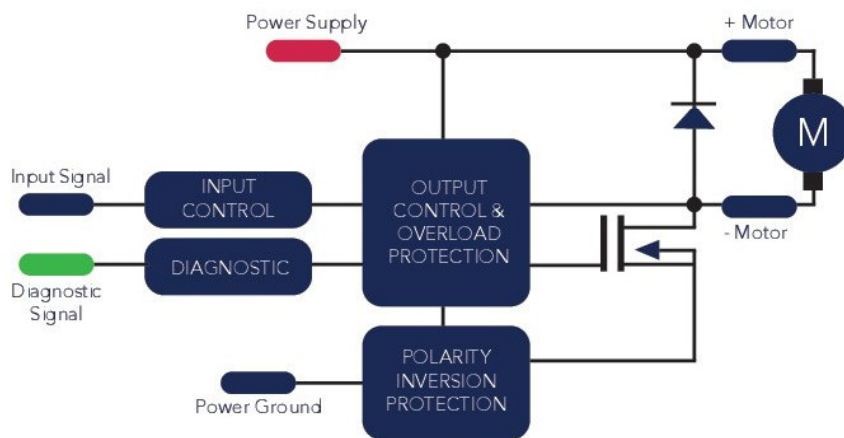 Power Supply
+ Motor
M
Input Signal
INPUT
CONTROL
OUTPUT
CONTROL &
OVERLOAD
PROTECTION
- Motor
DIAGNOSTIC
Diagnostic
Signal
POLARITY
INVERSION
PROTECTION
Power Ground